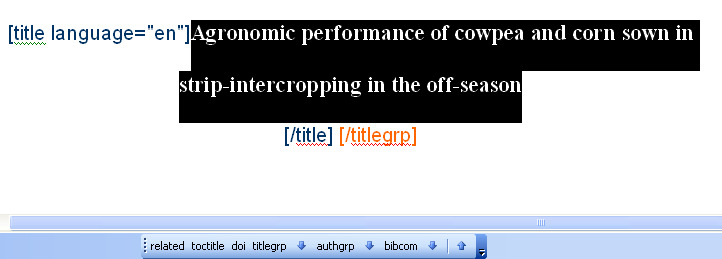 [title language="en"]Agronomic performance of cowpea and corn sown in
strip-intercropping in the off-season
[/title] [/titlegrp]
related toctitle doi titlegrp authgrp bibcom